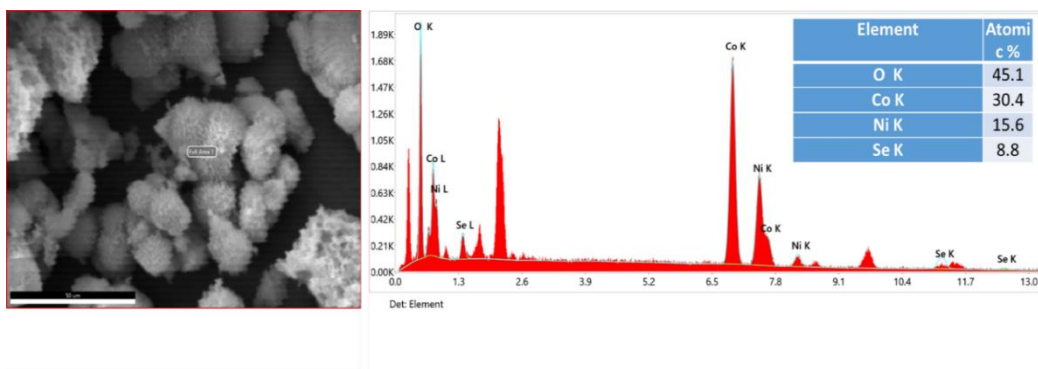 Full Area 1
50 um
1.89K
1.68K
1.47K
1.26K
1.05K
0.84K
0.63K
0.42K
0.21K
0.00K
O K
Co L
Ni L
Se L
Co K
Ni K
Co K
Ni K
Se K
Se K
0.0 1.3 2.6 3.9 5.2 6.5 7.8 9.1 10.4 11.7 13.0
Det: Element
Element Atomi
c %
O K 45.1
Co K 30.4
Ni K 15.6
Se K 8.8